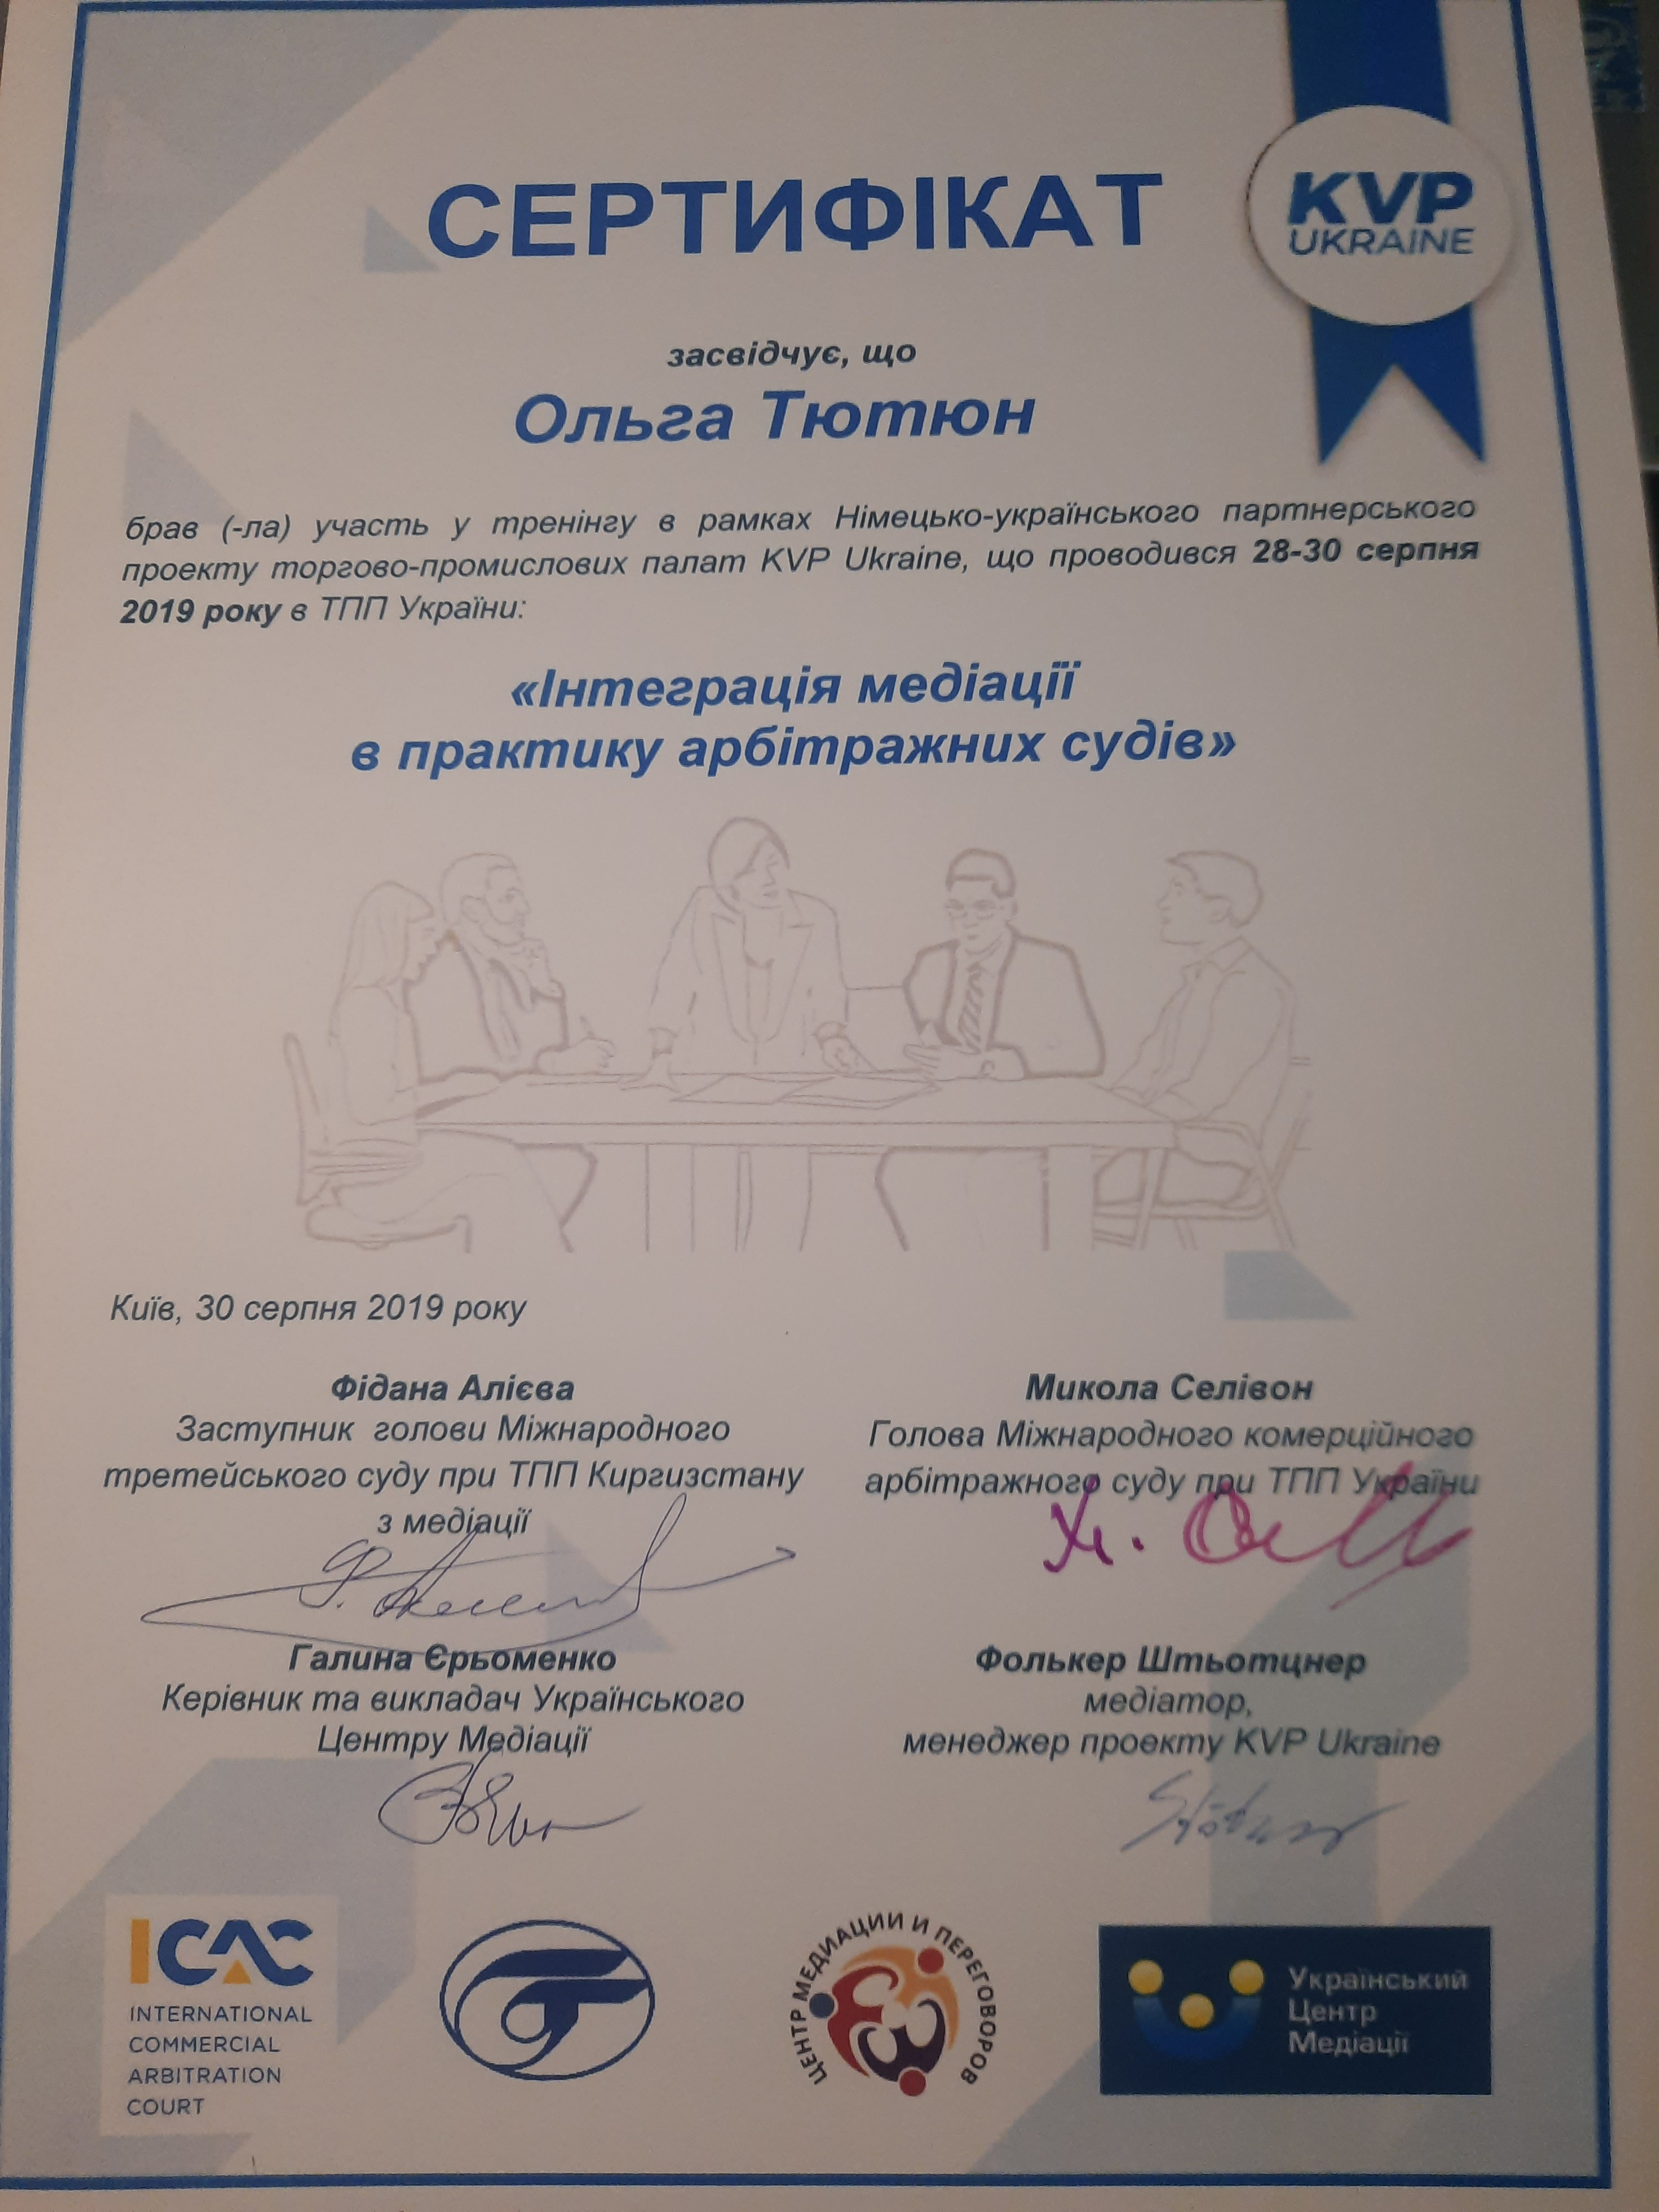 СЕРТИФІКАТ
KVP
UKRAINE
засвідчує, що
Ольга Тютюн
брав (-ла) участь у тренінгу в рамках Німецько-українського партнерського
проекту торгово-промислових палат KVP Ukraine, що проводився 28-30 серпня
2019 року в ТПП України:
«Інтеграція медіації
в практику арбітражних судів»
Київ, 30 серпня 2019 року
Фідана Алієва
Заступник голови Міжнародного
третейського суду при ТПП Киргизстану
з медіації
Микола Селівон
Голова Міжнародного комерційного
арбітражного суду при ТПП України
Галина Єрьоменко
Керівник та викладач Українського
Центру Медіації
Фолькер Штьотцнер
медіатор,
менеджер проекту KVP Ukraine
ICAC
INTERNATIONAL
COMMERCIAL
ARBITRATION
COURT
ЦЕНТР МЕДИАЦИИ И ПЕРЕГОВОРОВ
Український
Центр
Медіації